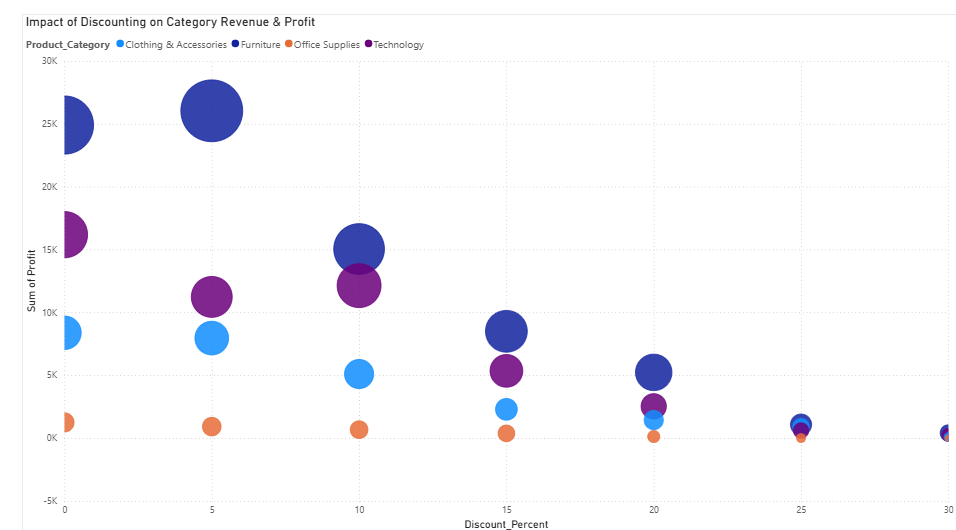 Impact of Discounting on Category Revenue & Profit
Product_Category Clothing & Accessories Furniture Office Supplies Technology
30K
25K
20K
15K
10K
5K
0K
-5K
Sum of Profit
0 5 10 15 20 25 30
Discount_Percent